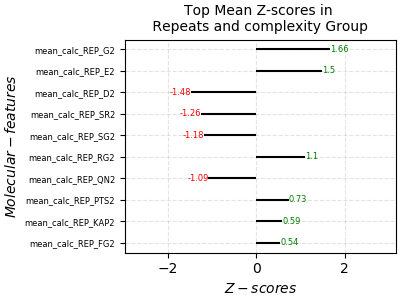 Top Mean Z-scores in
Repeats and complexity Group
mean_calc_REP_G2 1.66
mean_calc_REP_E2 1.5
mean_calc_REP_D2 -1.48
mean_calc_REP_SR2 -1.26
mean_calc_REP_SG2 -1.18
mean_calc_REP_RG2 1.1
mean_calc_REP_QN2 -1.09
mean_calc_REP_PTS2 0.73
mean_calc_REP_KAP2 0.59
mean_calc_REP_FG2 0.54
Molecular−features
−2 0 2
Z−scores